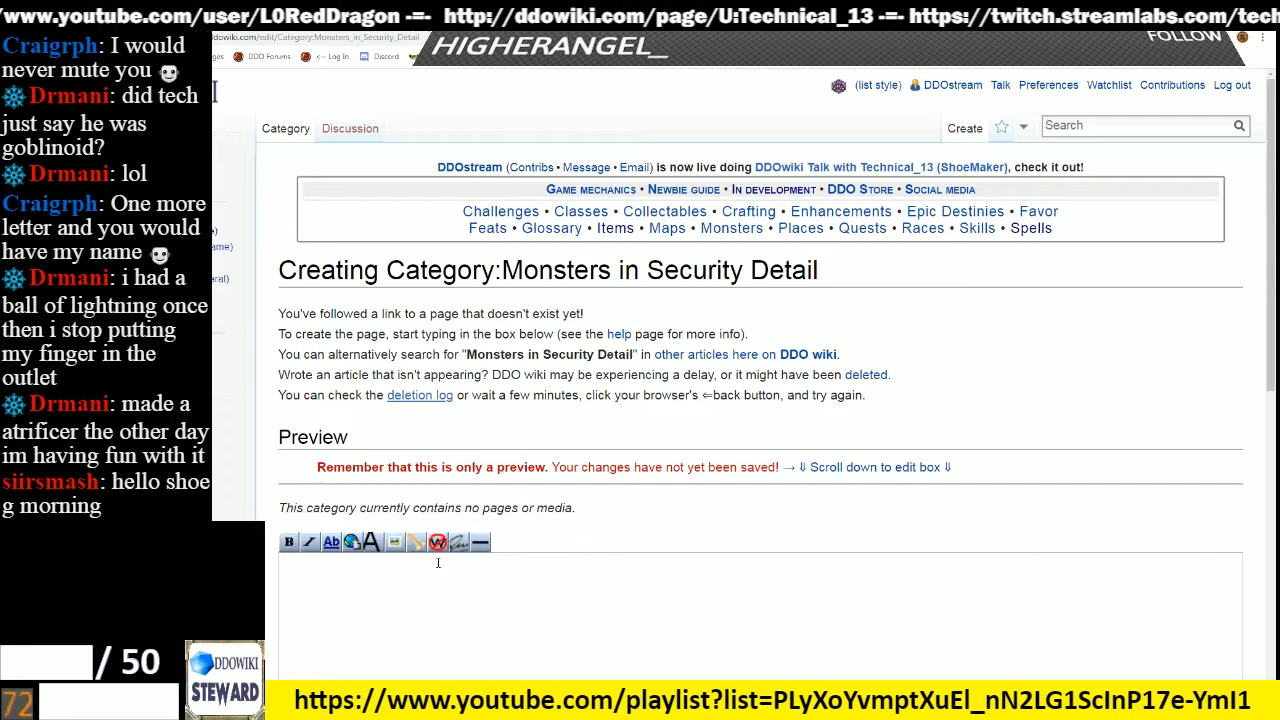 /www.youtube.com/user/L0RedDragon -=- http://ddowiki.com/page/U:Technical_13 -=- https://twitch.streamlabs.com/tech
Craigrph: I would
never mute you
Drmani: did tech
just say he was
goblinoid?
Drmani: lol
Craigrph: One more
letter and you would
have my name
Drmani: i had a
ball of lightning once
then i stop putting
my finger in the
outlet
Drmani: made a
atrificer the other day
im having fun with it
siirsmash: hello shoe
g morning
/ 50
72
DDOWIKI
STEWARD
dowiki.com/edit/Category:Monsters_in_Security_Detail
ges DDO Forums <-- Log In Discord
HIGHERANGEL_
FOLLOW
(list style) DDOstream Talk Preferences Watchlist Contributions Log out
Category Discussion
Create Search
DDOstream (Contribs • Message • Email) is now live doing DDOwiki Talk with Technical_13 (ShoeMaker), check it out!
Game mechanics • Newbie guide • In development • DDO Store • Social media
Challenges • Classes • Collectables • Crafting • Enhancements • Epic Destinies • Favor
Feats • Glossary • Items • Maps • Monsters • Places • Quests • Races • Skills • Spells
Creating Category:Monsters in Security Detail
You've followed a link to a page that doesn't exist yet!
To create the page, start typing in the box below (see the help page for more info).
You can alternatively search for "Monsters in Security Detail" in other articles here on DDO wiki.
Wrote an article that isn't appearing? DDO wiki may be experiencing a delay, or it might have been deleted.
You can check the deletion log or wait a few minutes, click your browser's ⇐back button, and try again.
Preview
Remember that this is only a preview. Your changes have not yet been saved! → ⇓ Scroll down to edit box ⇓
This category currently contains no pages or media.
B I Ab A W
https://www.youtube.com/playlist?list=PLyXoYvmptXuEl_nN2LG1ScInP17e-YmI1